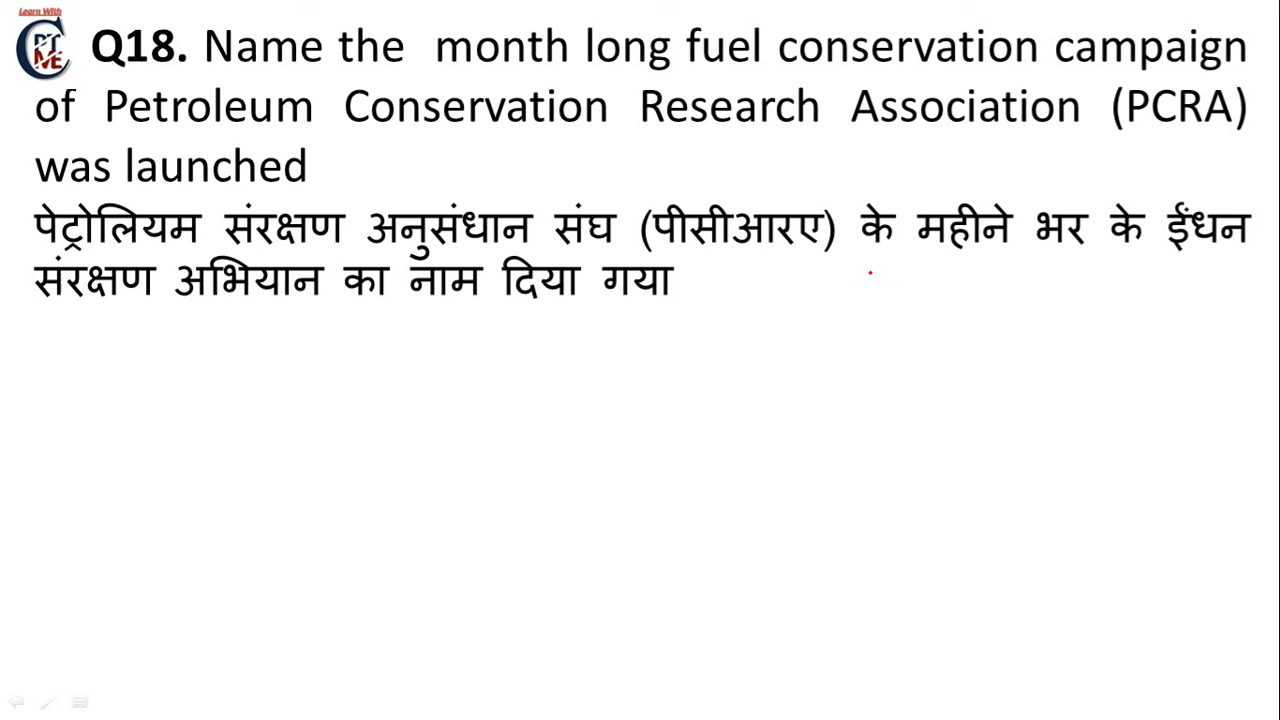 Learn With
Q18. Name the month long fuel conservation campaign
of Petroleum Conservation Research Association (PCRA)
was launched
पेट्रोलियम संरक्षण अनुसंधान संघ (पीसीआरए) के महीने भर के ईंधन
संरक्षण अभियान का नाम दिया गया